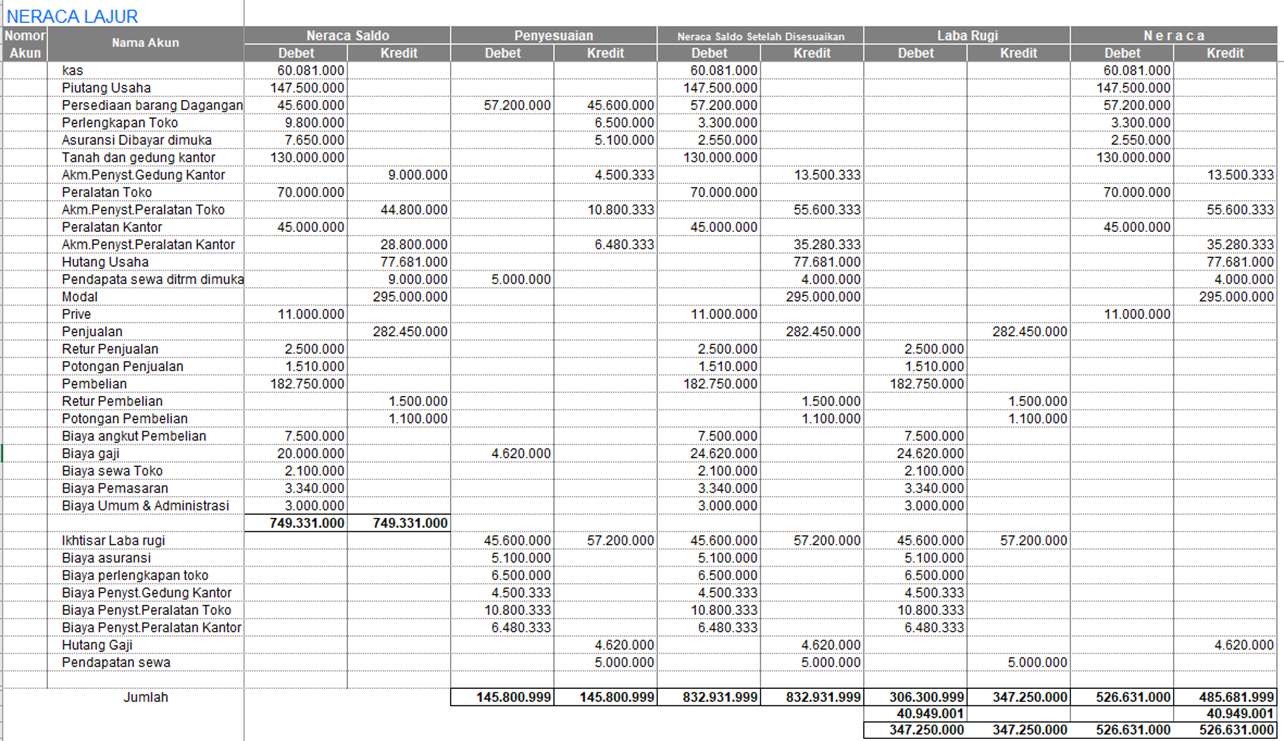 NERACA LAJUR
Nomor Akun Nama Akun Neraca Saldo Penyesuaian Neraca Saldo Setelah Disesuaikan Laba Rugi N e r a c a
Debet Kredit Debet Kredit Debet Kredit Debet Kredit Debet Kredit
kas 60.081.000 60.081.000 60.081.000
Piutang Usaha 147.500.000 147.500.000 147.500.000
Persediaan barang Dagangan 45.600.000 57.200.000 45.600.000 57.200.000 57.200.000
Perlengkapan Toko 9.800.000 6.500.000 3.300.000 3.300.000
Asuransi Dibayar dimuka 7.650.000 5.100.000 2.550.000 2.550.000
Tanah dan gedung kantor 130.000.000 130.000.000 130.000.000
Akm.Penyst.Gedung Kantor 9.000.000 4.500.333 13.500.333 13.500.333
Peralatan Toko 70.000.000 70.000.000 70.000.000
Akm.Penyst.Peralatan Toko 44.800.000 10.800.333 55.600.333 55.600.333
Peralatan Kantor 45.000.000 45.000.000 45.000.000
Akm.Penyst.Peralatan Kantor 28.800.000 6.480.333 35.280.333 35.280.333
Hutang Usaha 77.681.000 77.681.000 77.681.000
Pendapata sewa ditrm dimuka 9.000.000 5.000.000 4.000.000 4.000.000
Modal 295.000.000 295.000.000 295.000.000
Prive 11.000.000 11.000.000 11.000.000
Penjualan 282.450.000 282.450.000 282.450.000
Retur Penjualan 2.500.000 2.500.000 2.500.000
Potongan Penjualan 1.510.000 1.510.000 1.510.000
Pembelian 182.750.000 182.750.000 182.750.000
Retur Pembelian 1.500.000 1.500.000 1.500.000
Potongan Pembelian 1.100.000 1.100.000 1.100.000
Biaya angkut Pembelian 7.500.000 7.500.000 7.500.000
Biaya gaji 20.000.000 4.620.000 24.620.000 24.620.000
Biaya sewa Toko 2.100.000 2.100.000 2.100.000
Biaya Pemasaran 3.340.000 3.340.000 3.340.000
Biaya Umum & Administrasi 3.000.000 3.000.000 3.000.000
749.331.000 749.331.000
Ikhtisar Laba rugi 45.600.000 57.200.000 45.600.000 57.200.000 45.600.000 57.200.000
Biaya asuransi 5.100.000 5.100.000 5.100.000
Biaya perlengkapan toko 6.500.000 6.500.000 6.500.000
Biaya Penyst.Gedung Kantor 4.500.333 4.500.333 4.500.333
Biaya Penyst.Peralatan Toko 10.800.333 10.800.333 10.800.333
Biaya Penyst.Peralatan Kantor 6.480.333 6.480.333 6.480.333
Hutang Gaji 4.620.000 4.620.000 4.620.000
Pendapatan sewa 5.000.000 5.000.000 5.000.000
Jumlah 145.800.999 145.800.999 832.931.999 832.931.999 306.300.999 347.250.000 526.631.000 485.681.999
40.949.001 40.949.001
347.250.000 347.250.000 526.631.000 526.631.000